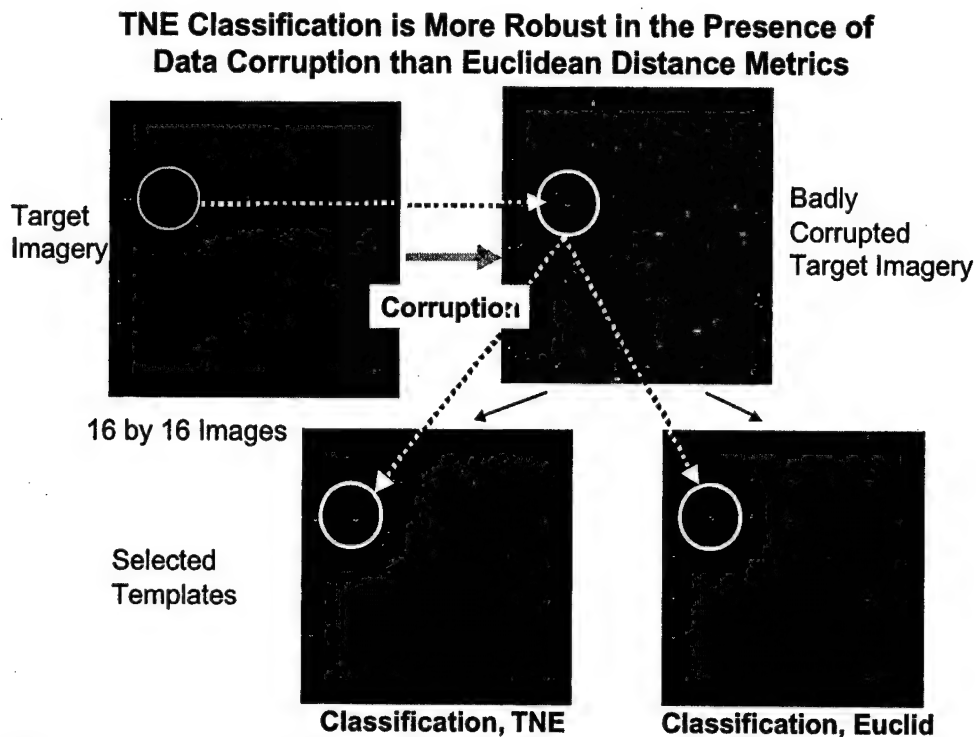 TNE Classification is More Robust in the Presence of
Data Corruption than Euclidean Distance Metrics
Target
Imagery
Badly
Corrupted
Target Imagery
Corruption
16 by 16 Images
Selected
Templates
Classification, TNE
Classification, Euclid